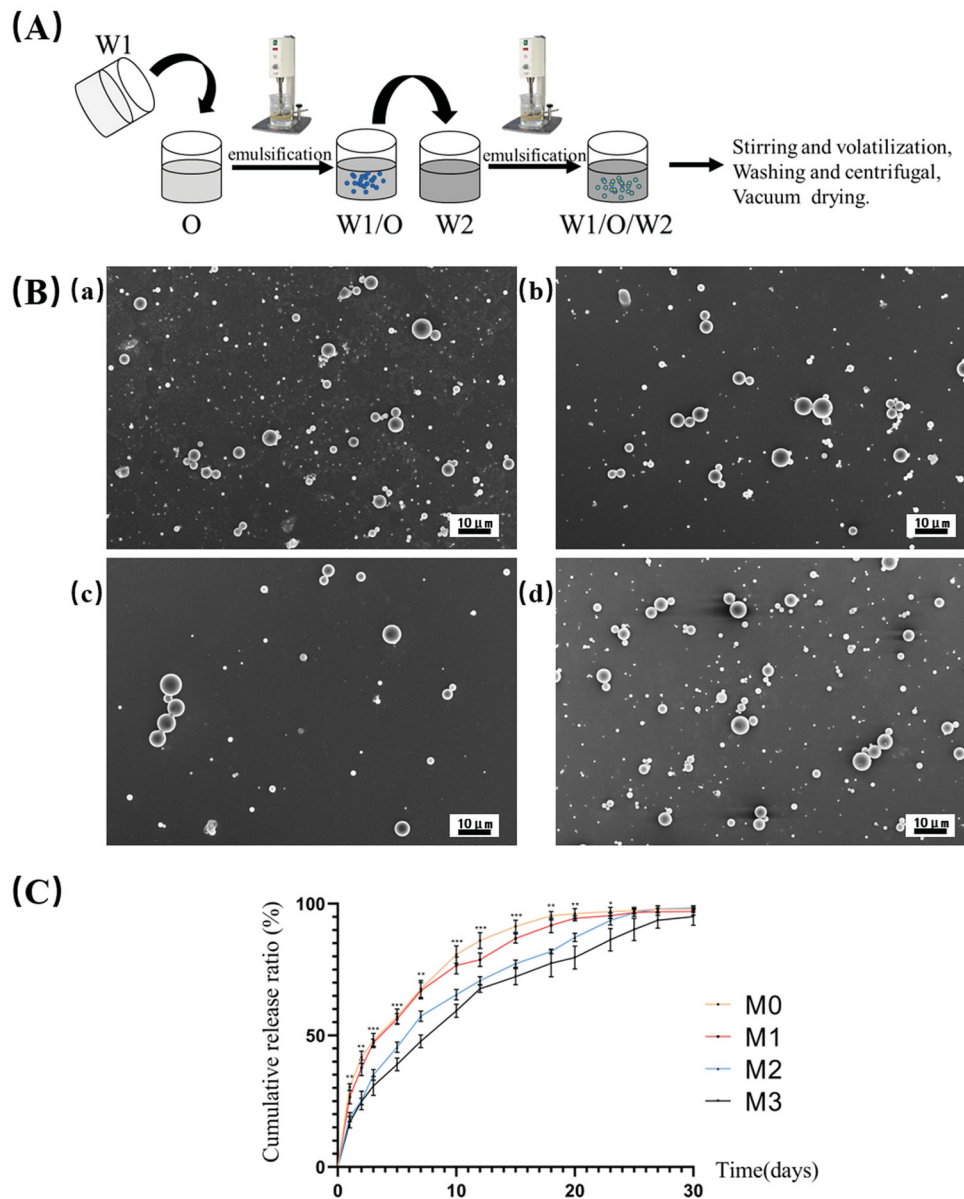 (A)
W1
emulsification
emulsification
Stirring and volatilization,
Washing and centrifugal,
Vacuum drying.
O
W1/O
W2
W1/O/W2
(B)
(a)
10 μm
(b)
10 μm
(c)
10 μm
(d)
10 μm
(C)
Cumulative release ratio (%)
100
50
0
** ** *** *** ** *** *** *** ** ** *
0
10
20
30
Time(days)
M0
M1
M2
M3